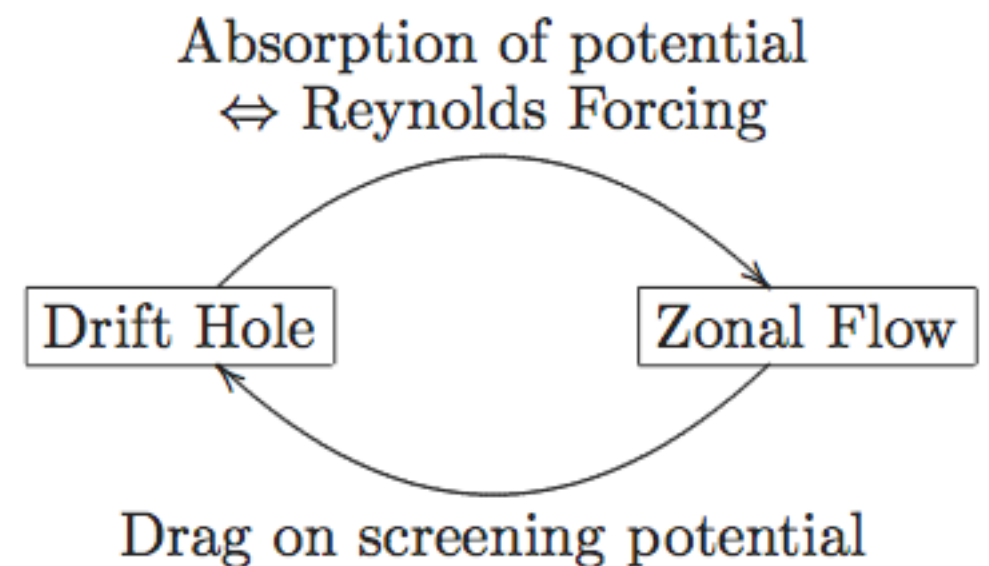 Absorption of potential
⇔ Reynolds Forcing
Drift Hole
Zonal Flow
Drag on screening potential